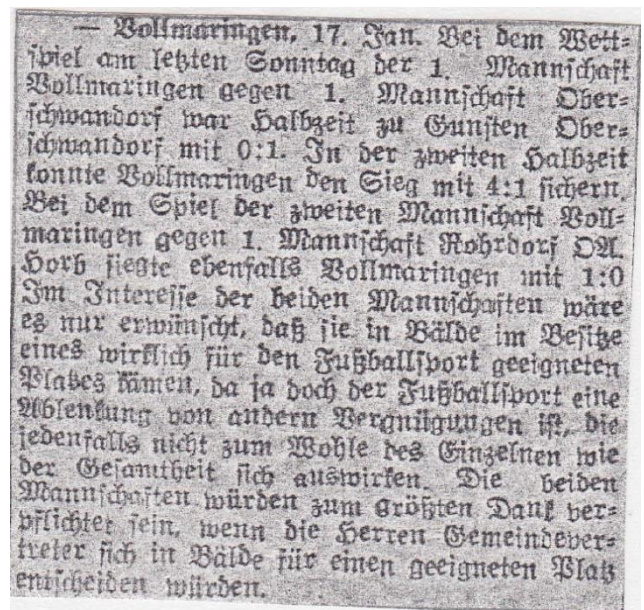 — Vollmaringen, 17. Jan. Bei dem Wett-
spiel am letzten Sonntag der 1. Mannschaft
Vollmaringen gegen 1. Mannschaft Ober-
schwandorf war Halbzeit zu Gunsten Ober-
schwandorf mit 0:1. In der zweiten Halbzeit
konnte Vollmaringen den Sieg mit 4:1 sichern.
Bei dem Spiel der zweiten Mannschaft Voll-
maringen gegen 1. Mannschaft Rohrdorf OA.
Horb siegte ebenfalls Vollmaringen mit 1:0
Im Interesse der beiden Mannschaften wäre
es nur erwünscht, daß sie in Bälde im Besitze
eines wirklich für den Fußballsport geeigneten
Platzes kämen, da ja doch der Fußballsport eine
Ablenkung von andern Vergnügungen ist, die
jedenfalls nicht zum Wohle des Einzelnen wie
der Gesamtheit sich auswirken. Die beiden
Mannschaften würden zum größten Dank ver-
pflichtet sein, wenn die Herren Gemeindever-
treter sich in Bälde für einen geeigneten Platz
entscheiden würden.